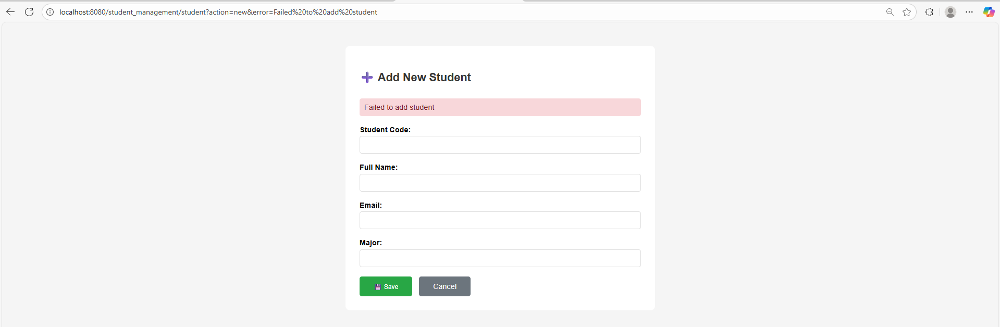 localhost:8080/student_management/student?action=new&error=Failed%20to%20add%20student
Add New Student
Failed to add student
Student Code:
Full Name:
Email:
Major:
Save
Cancel